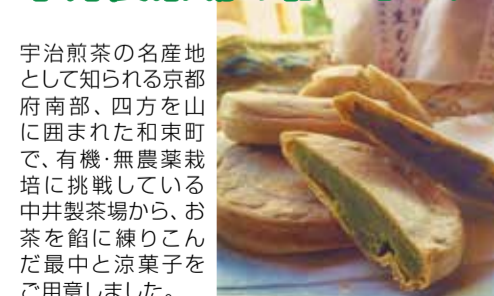 宇治煎茶の名産地
として知られる京都
府南部、四方を山
に囲まれた和束町
で、有機・無農薬栽
培に挑戦している
中井製茶場から、お
茶を餡に練りこん
だ最中と涼菓子を
ご用意しました。
生もなか